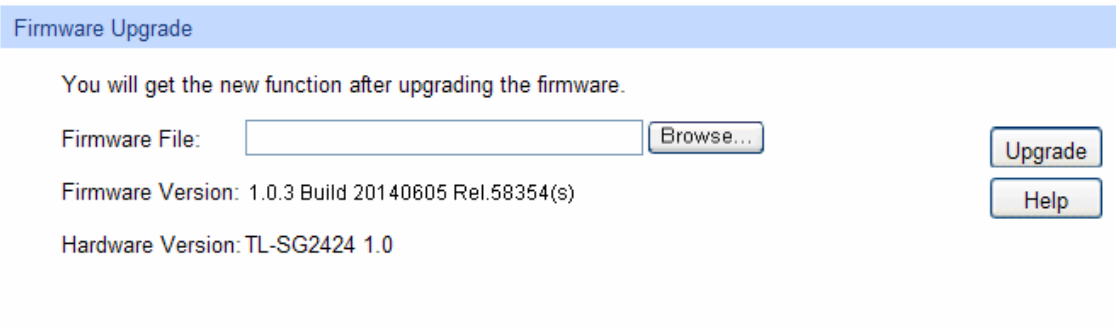 Firmware Upgrade
You will get the new function after upgrading the firmware.
Firmware File: Browse...
Upgrade
Firmware Version: 1.0.3 Build 20140605 Rel.58354(s)
Help
Hardware Version: TL-SG2424 1.0